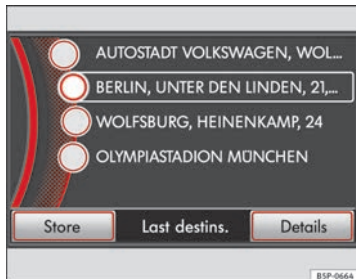 AUTOSTADT VOLKSWAGEN, WOL...
BERLIN, UNTER DEN LINDEN, 21,...
WOLFSBURG, HEINENKAMP, 24
OLYMPIASTADION MÜNCHEN
Store Last destins. Details
B5P-0664